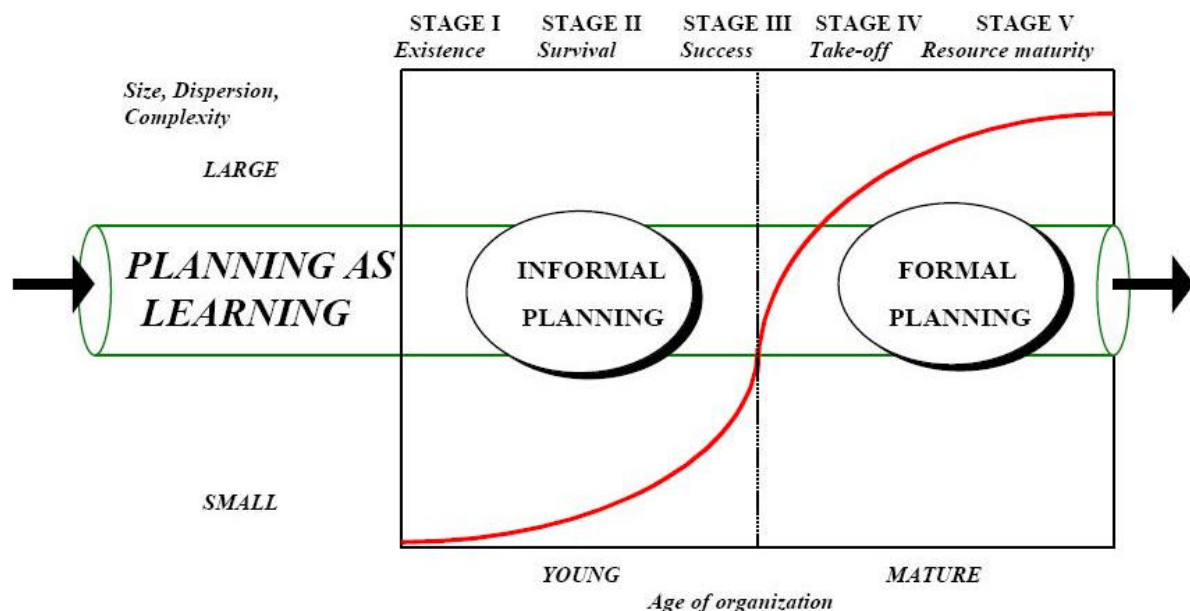 STAGE I STAGE II STAGE III STAGE IV STAGE V
Existence Survival Success Take-off Resource maturity
Size, Dispersion,
Complexity
LARGE
PLANNING AS
LEARNING
INFORMAL
PLANNING
FORMAL
PLANNING
SMALL
YOUNG MATURE
Age of organization